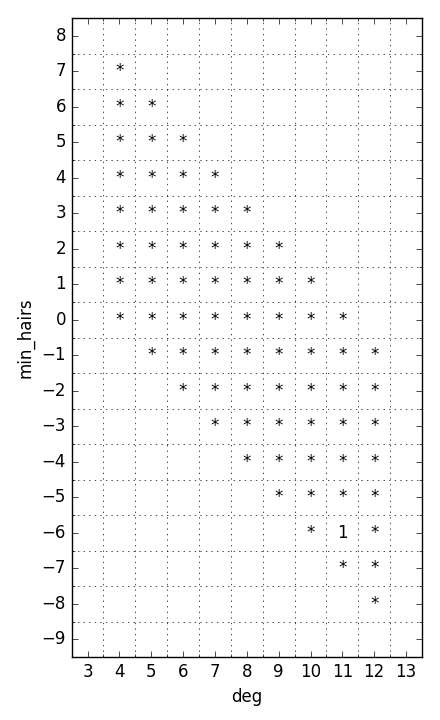 8
7 *
6 * *
5 * * *
4 * * * *
3 * * * * *
2 * * * * * *
1 * * * * * * *
0 * * * * * * * *
−1 * * * * * * * *
−2 * * * * * * *
−3 * * * * * *
−4 * * * * *
−5 * * * *
−6 * 1 *
−7 * *
−8 *
−9
3 4 5 6 7 8 9 10 11 12 13
deg
min_hairs